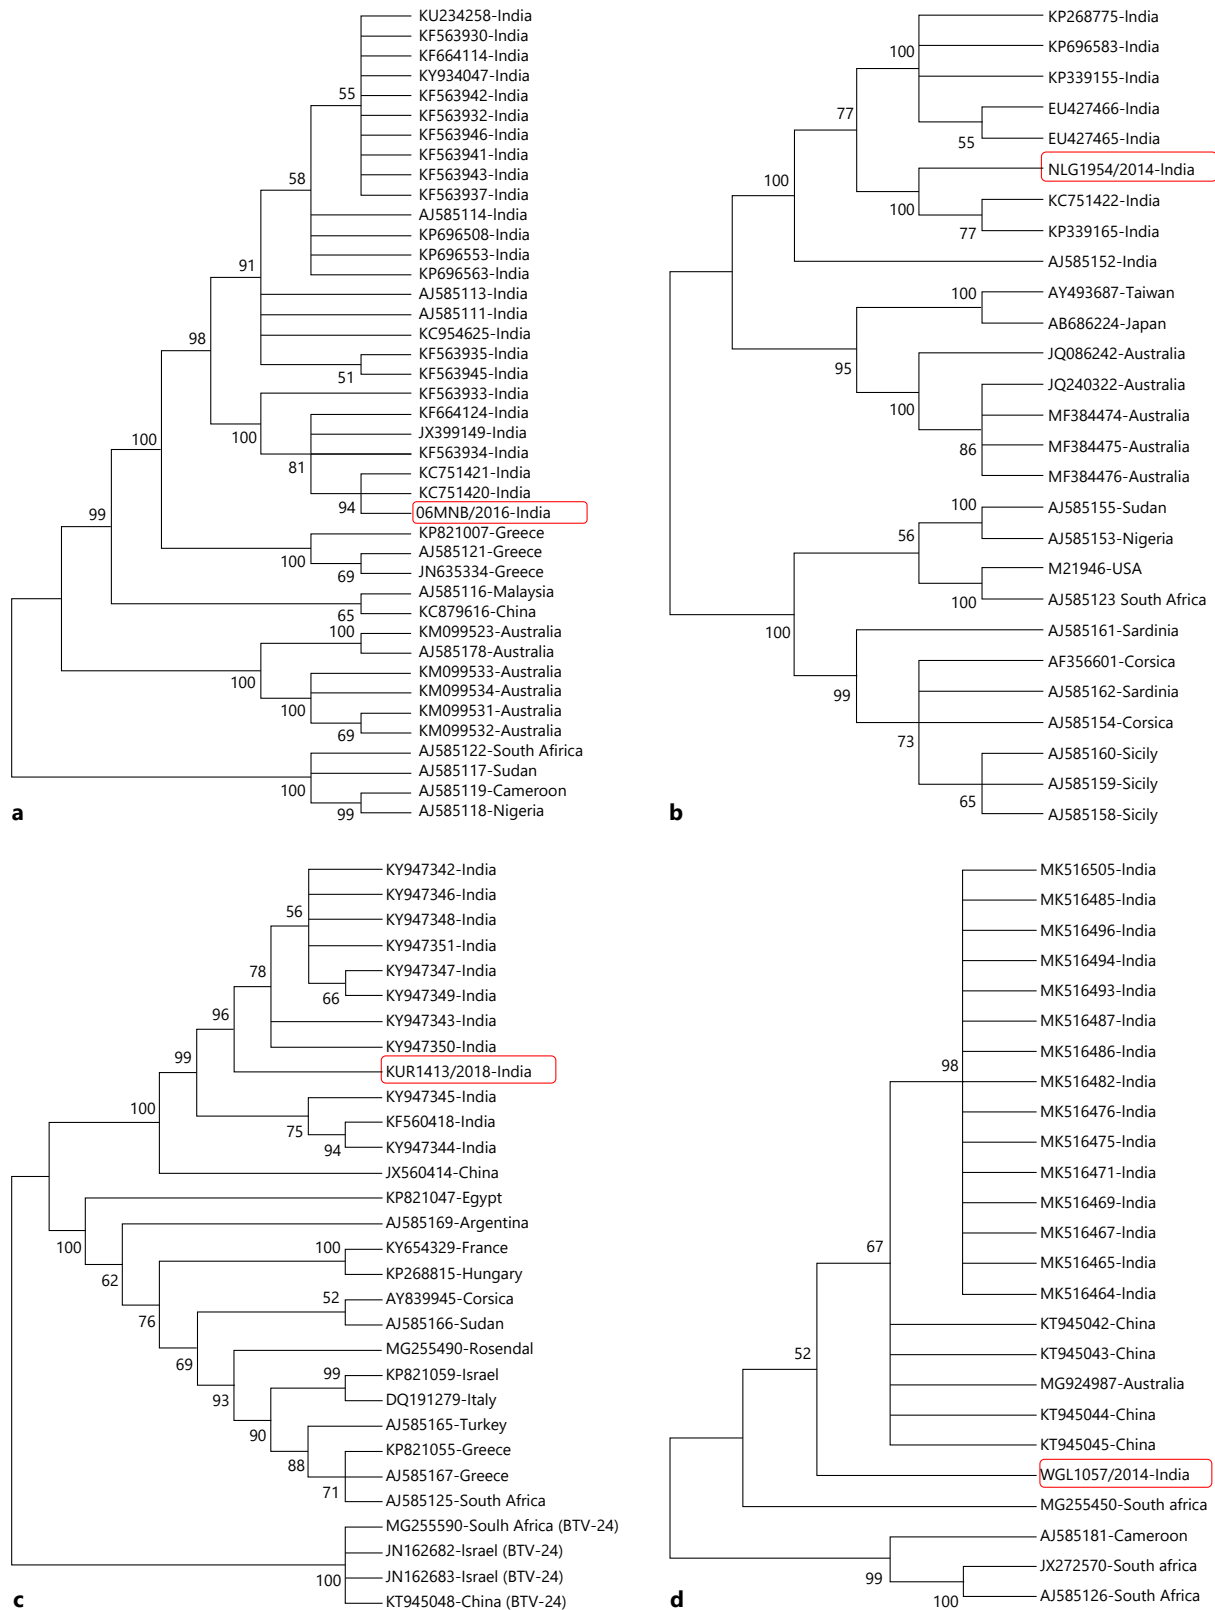 KU234258-India
KF563930-India
KF664114-India
KY934047-India
KF563942-India
55
KF563932-India
KF563946-India
KF563941-India
KF563943-India
58
KF563937-India
AJ585114-India
KP696508-India
KP696553-India
91
KP696563-India
AJ585113-India
AJ585111-India
KC954625-India
98
KF563935-India
51
KF563945-India
KF563933-India
KF664124-India
100
100
JX399149-India
81
KF563934-India
KC751421-India
KC751420-India
94
06MNB/2016-India
99
KP821007-Greece
100
AJ585121-Greece
69
JN635334-Greece
AJ585116-Malaysia
65
KC879616-China
100
KM099523-Australia
AJ585178-Australia
100
KM099533-Australia
KM099534-Australia
100
KM099531-Australia
69
KM099532-Australia
AJ585122-South Afirica
AJ585117-Sudan
100
AJ585119-Cameroon
99
AJ585118-Nigeria
a
KP268775-India
100
KP696583-India
KP339155-India
77
EU427466-India
55
EU427465-India
NLG1954/2014-India
100
100
KC751422-India
77
KP339165-India
AJ585152-India
100
AY493687-Taiwan
AB686224-Japan
95
JQ086242-Australia
JQ240322-Australia
100
MF384474-Australia
86
MF384475-Australia
MF384476-Australia
100
AJ585155-Sudan
56
AJ585153-Nigeria
M21946-USA
100
AJ585123 South Africa
100
AJ585161-Sardinia
AF356601-Corsica
99
AJ585162-Sardinia
AJ585154-Corsica
73
AJ585160-Sicily
AJ585159-Sicily
65
AJ585158-Sicily
b
KY947342-India
KY947346-India
56
KY947348-India
KY947351-India
78
KY947347-India
66
KY947349-India
96
KY947343-India
KY947350-India
99
KUR1413/2018-India
KY947345-India
100
75
KF560418-India
94
KY947344-India
JX560414-China
KP821047-Egypt
AJ585169-Argentina
100
100
KY654329-France
62
KP268815-Hungary
52
AY839945-Corsica
76
AJ585166-Sudan
69
MG255490-Rosendal
99
KP821059-Israel
93
DQ191279-Italy
AJ585165-Turkey
90
KP821055-Greece
88
AJ585167-Greece
71
AJ585125-South Africa
MG255590-Soulh Africa (BTV-24)
JN162682-Israel (BTV-24)
100
JN162683-Israel (BTV-24)
KT945048-China (BTV-24)
c
MK516505-India
MK516485-India
MK516496-India
MK516494-India
MK516493-India
MK516487-India
MK516486-India
98
MK516482-India
MK516476-India
MK516475-India
MK516471-India
MK516469-India
MK516467-India
67
MK516465-India
MK516464-India
KT945042-China
52
KT945043-China
MG924987-Australia
KT945044-China
KT945045-China
WGL1057/2014-India
MG255450-South africa
AJ585181-Cameroon
99
JX272570-South africa
100
AJ585126-South Africa
d